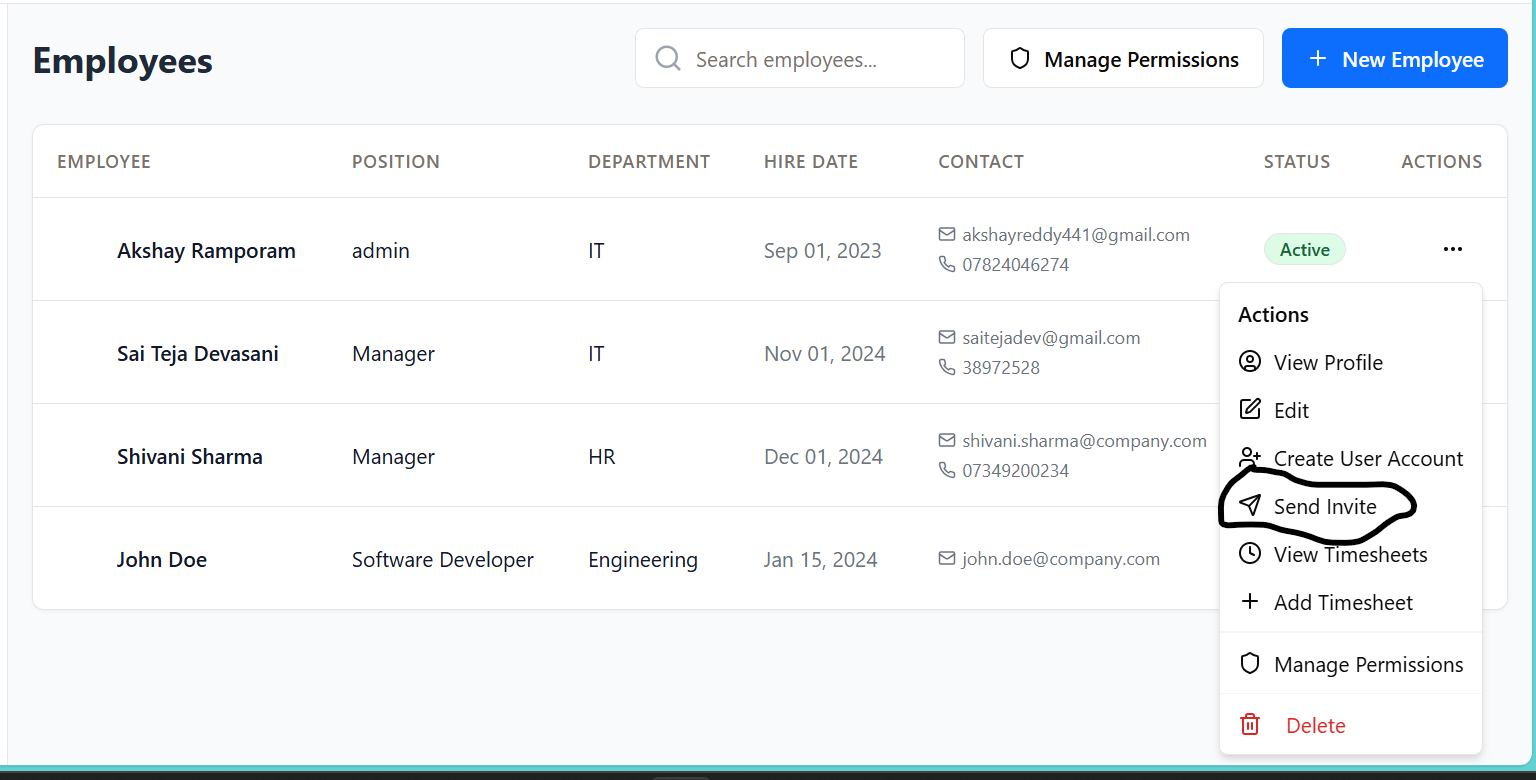 Employees
Search employees...
Manage Permissions
+ New Employee
EMPLOYEE POSITION DEPARTMENT HIRE DATE CONTACT STATUS ACTIONS
Akshay Ramporam admin IT Sep 01, 2023 akshayreddy441@gmail.com Active ...
07824046274
Sai Teja Devasani Manager IT Nov 01, 2024 saitejadev@gmail.com
38972528
Shivani Sharma Manager HR Dec 01, 2024 shivani.sharma@company.com
07349200234
John Doe Software Developer Engineering Jan 15, 2024 john.doe@company.com
Actions
View Profile
Edit
Create User Account
Send Invite
View Timesheets
+ Add Timesheet
Manage Permissions
Delete